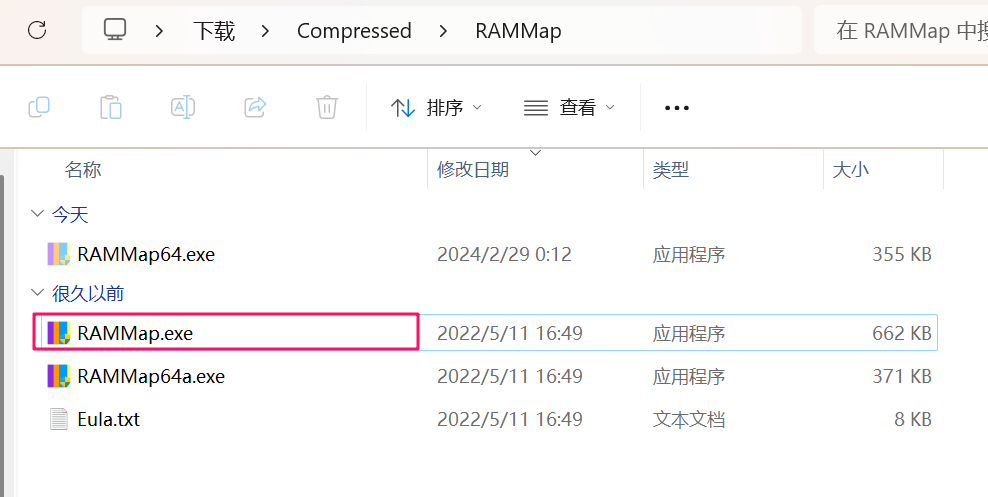 下载 > Compressed > RAMMap 在 RAMMap 中搜
排序 查看
名称 修改日期 类型 大小
今天
RAMMap64.exe 2024/2/29 0:12 应用程序 355 KB
很久以前
RAMMap.exe 2022/5/11 16:49 应用程序 662 KB
RAMMap64a.exe 2022/5/11 16:49 应用程序 371 KB
Eula.txt 2022/5/11 16:49 文本文档 8 KB